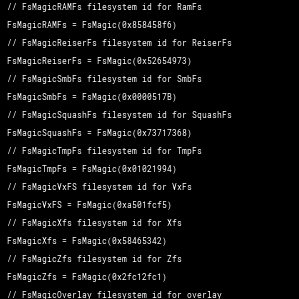 // FsMagicRAMFs filesystem id for RamFs
FsMagicRAMFs = FsMagic(0x858458f6)
// FsMagicReiserFs filesystem id for ReiserFs
FsMagicReiserFs = FsMagic(0x52654973)
// FsMagicSmbFs filesystem id for SmbFs
FsMagicSmbFs = FsMagic(0x0000517B)
// FsMagicSquashFs filesystem id for SquashFs
FsMagicSquashFs = FsMagic(0x73717368)
// FsMagicTmpFs filesystem id for TmpFs
FsMagicTmpFs = FsMagic(0x01021994)
// FsMagicVxFS filesystem id for VxFs
FsMagicVxFS = FsMagic(0xa501fcf5)
// FsMagicXfs filesystem id for Xfs
FsMagicXfs = FsMagic(0x58465342)
// FsMagicZfs filesystem id for Zfs
FsMagicZfs = FsMagic(0x2fc12fc1)
// FsMagicOverlay filesystem id for overlay